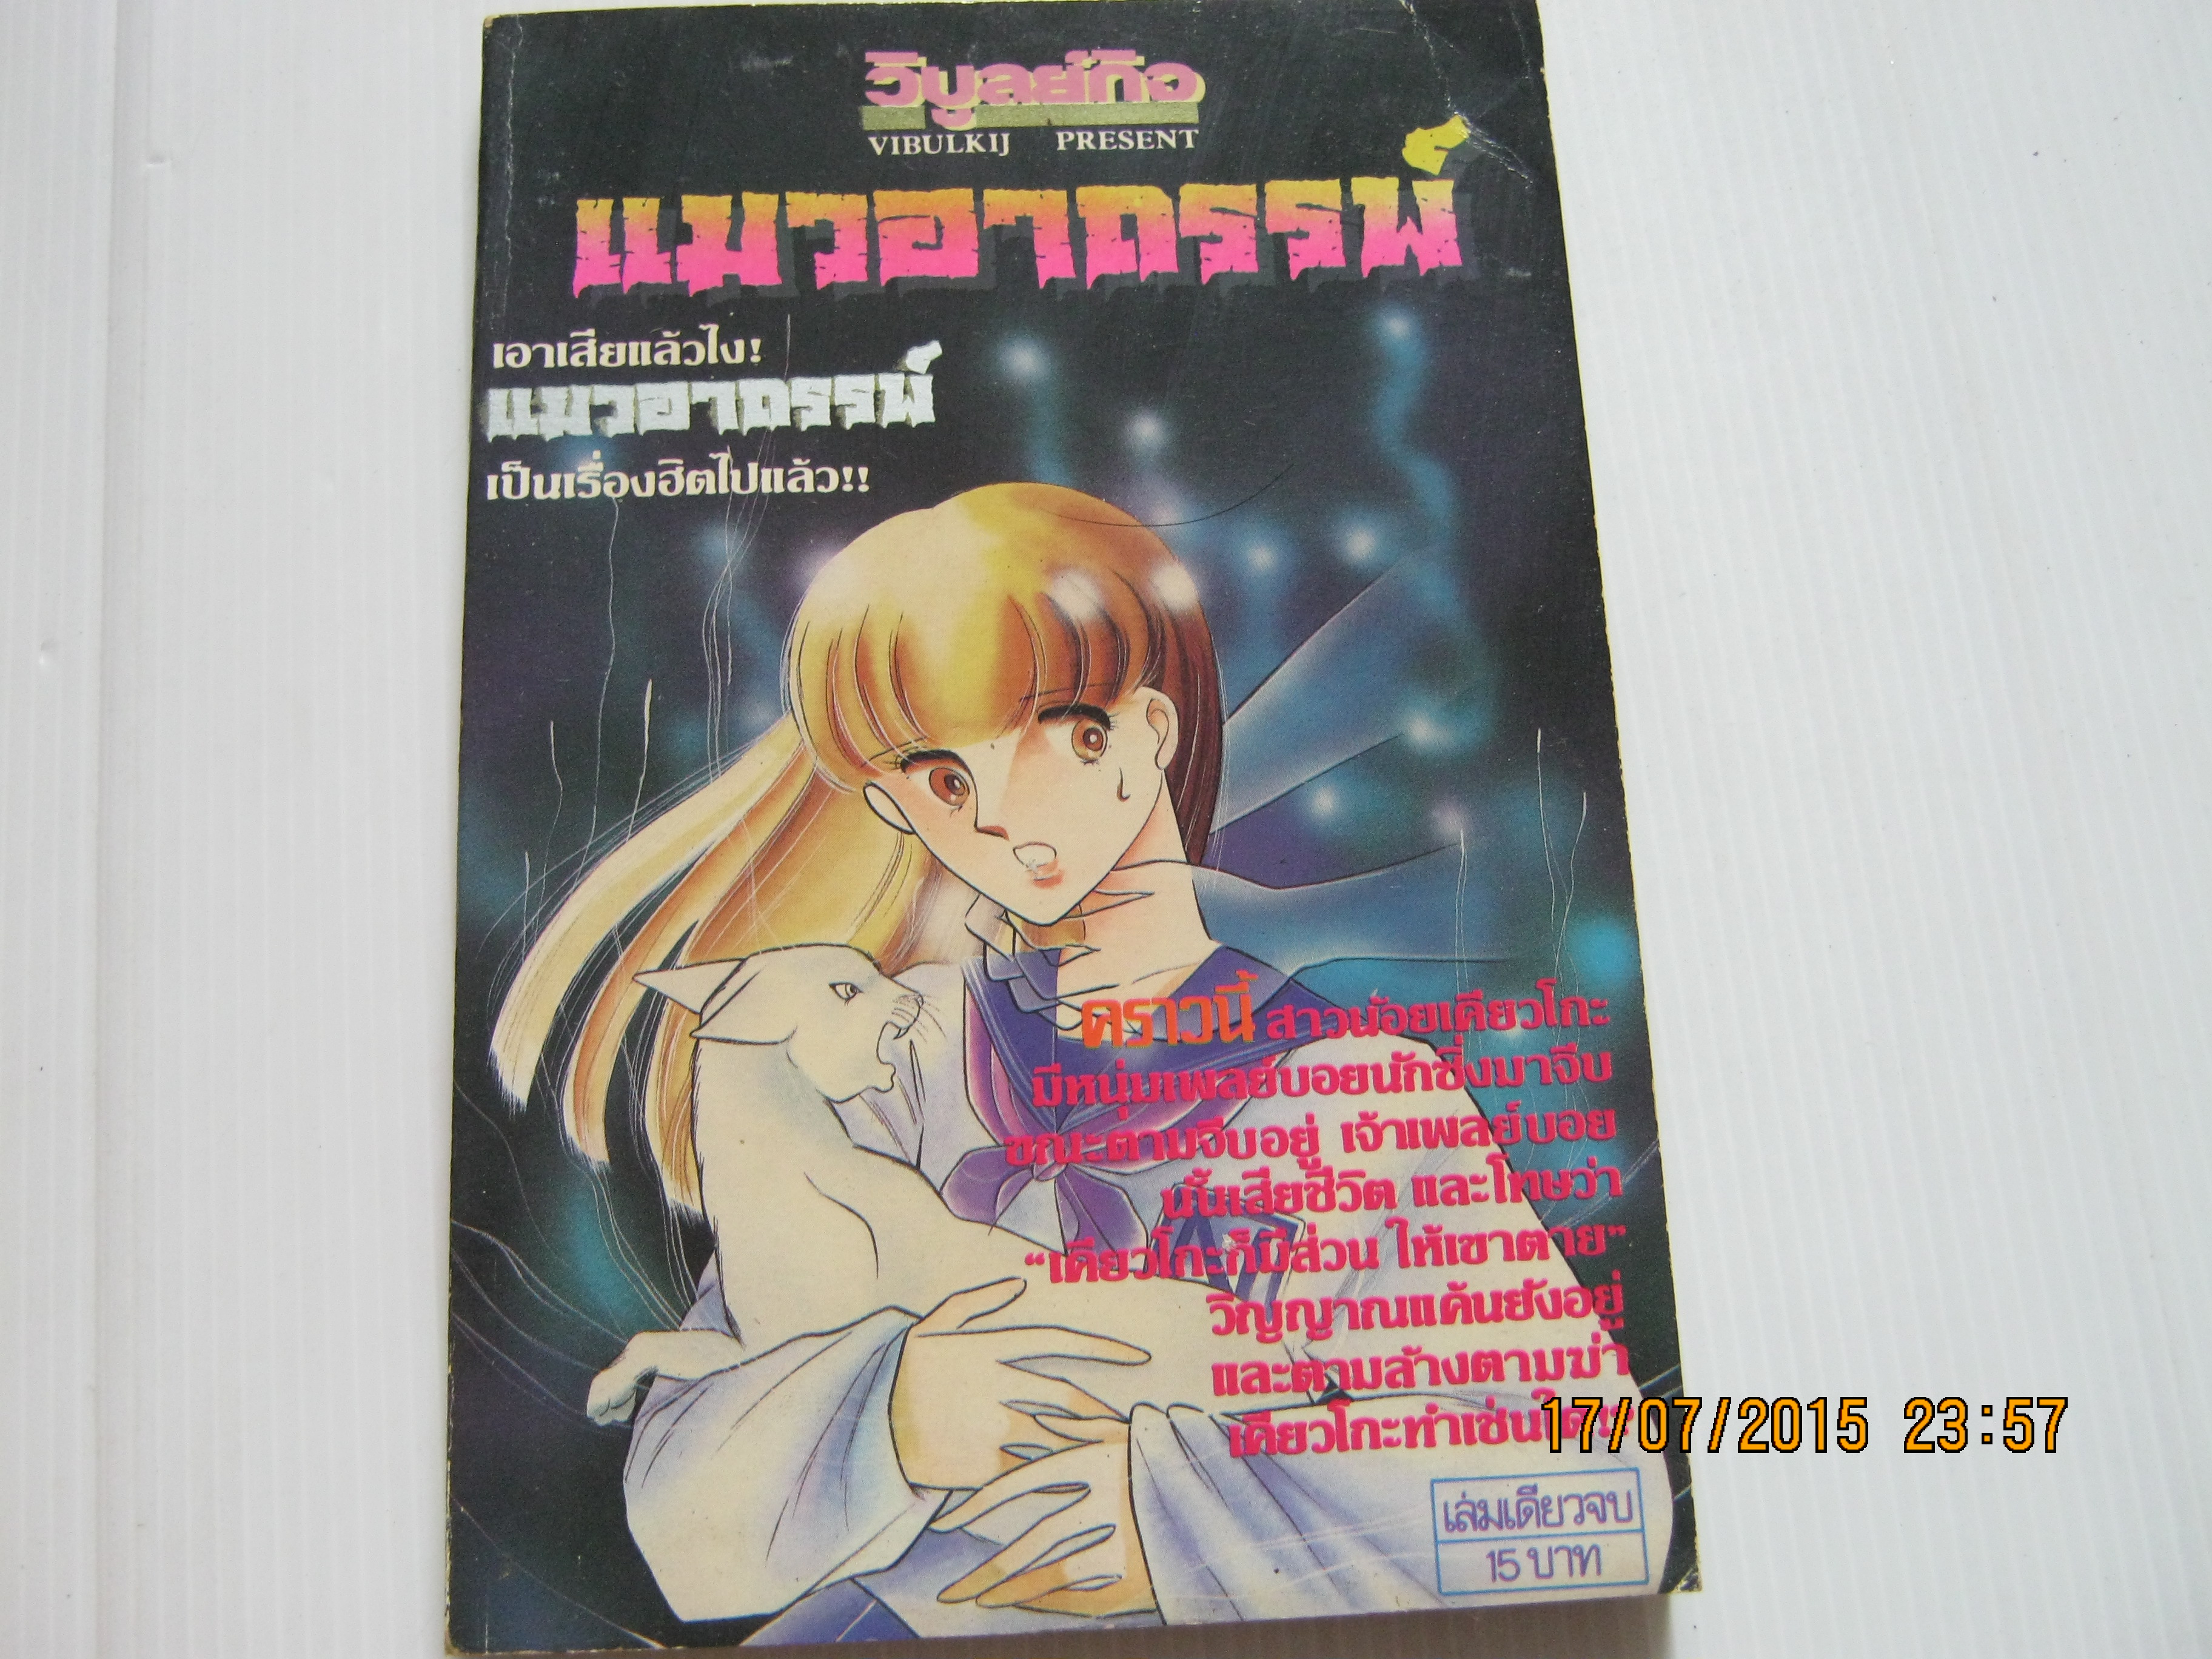 วิบูลย์กิจ
VIBULKIJ PRESENT
แมวอาถรรพ์
เอาเสียแล้วไง!
แมวอาถรรพ์
เป็นเรื่องฮิตไปแล้ว!!
คราวนี้ สาวน้อยเคียวโกะ
มีหนุ่มเพลย์บอยนักซิ่งมาจีบ
ขณะตามจีบอยู่ เจ้าเพลย์บอย
นั้นเสียชีวิต และโทษว่า
“เคียวโกะก็มีส่วน ให้เขาตาย”
วิญญาณแค้นยังอยู่
และตามล้างตามฆ่า
เคียวโกะทำเช่นใด!?
17/07/2015 23:57
เล่มเดียวจบ
15 บาท